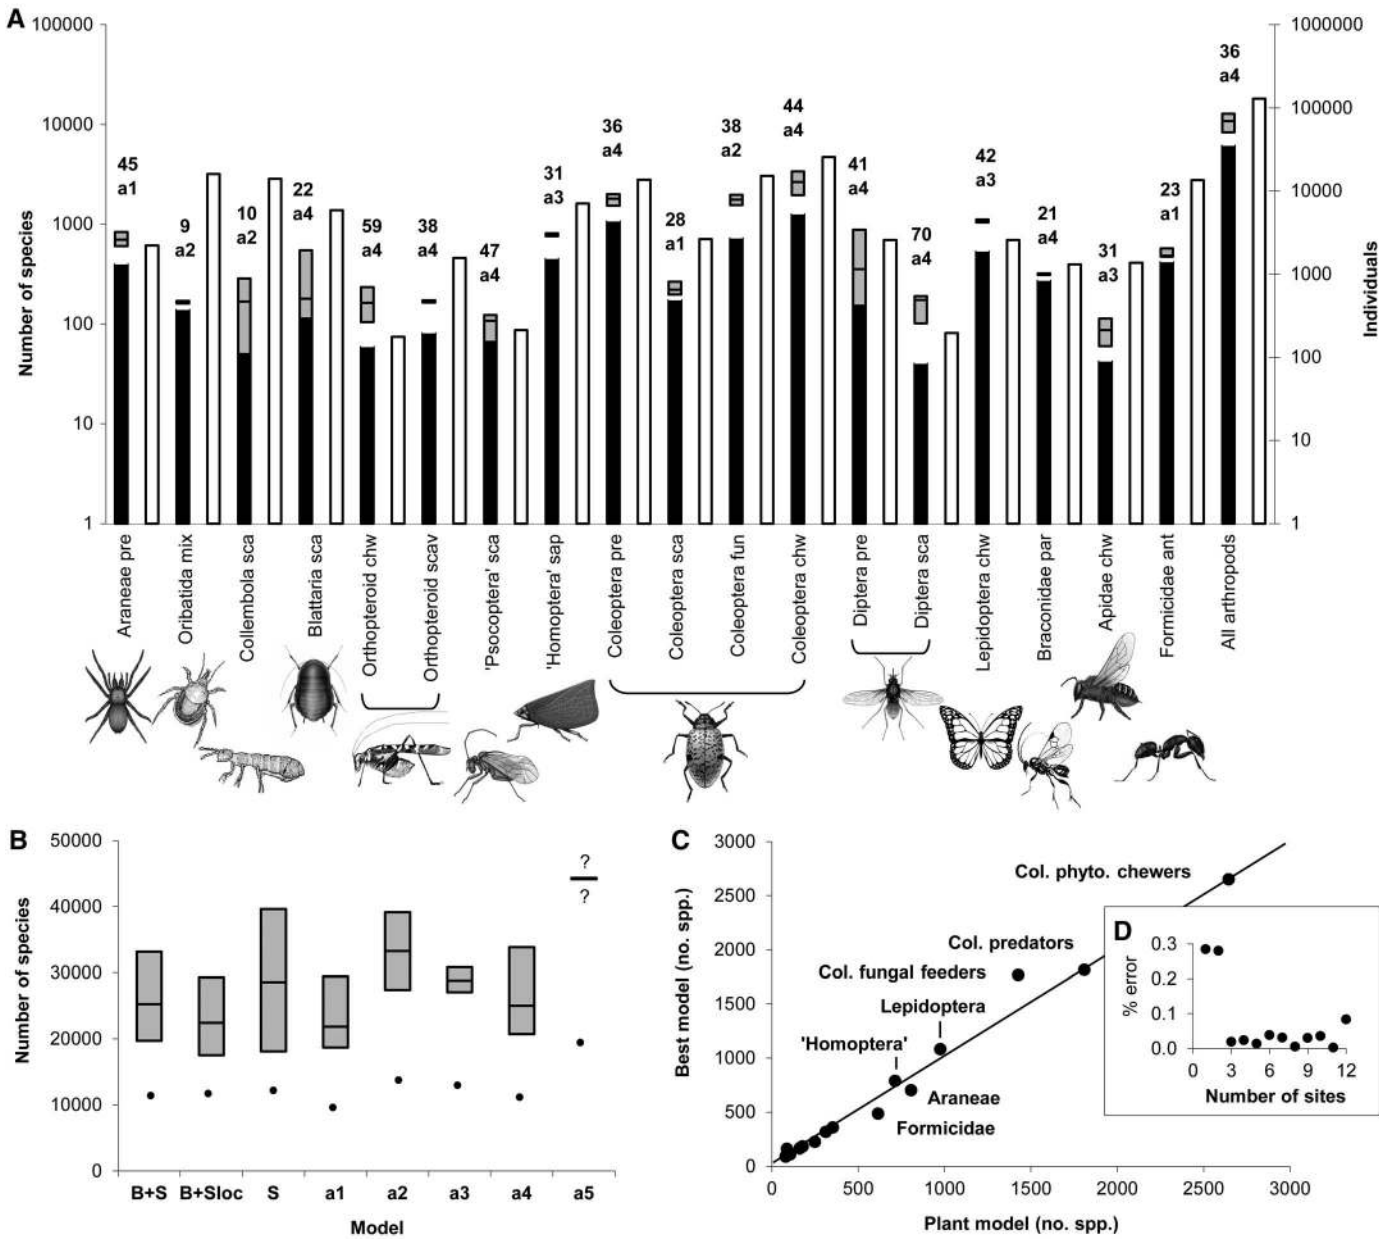 A
100000
10000
1000
100
10
1
Number of species
1000000
100000
10000
1000
100
10
1
Individuals
45
a1
9
a2
10
a2
22
a4
59
a4
38
a4
47
a4
31
a3
36
a4
28
a1
38
a2
44
a4
41
a4
70
a4
42
a3
21
a4
31
a3
23
a1
36
a4
Araneae pre
Oribatida mix
Collembola sca
Blattaria sca
Orthopteroid chw
Orthopteroid scav
'Psocoptera' sca
'Homoptera' sap
Coleoptera pre
Coleoptera sca
Coleoptera fun
Coleoptera chw
Diptera pre
Diptera sca
Lepidoptera chw
Braconidae par
Apidae chw
Formicidae ant
All arthropods
B
50000
40000
30000
20000
10000
0
Number of species
?
?
B+S B+Sloc S a1 a2 a3 a4 a5
Model
C
3000
2500
2000
1500
1000
500
0
Best model (no. spp.)
Col. phyto. chewers
Col. predators
Col. fungal feeders
Lepidoptera
'Homoptera'
Araneae
Formicidae
0 500 1000 1500 2000 2500 3000
Plant model (no. spp.)
D
0.3
0.2
0.1
0.0
% error
0 3 6 9 12
Number of sites